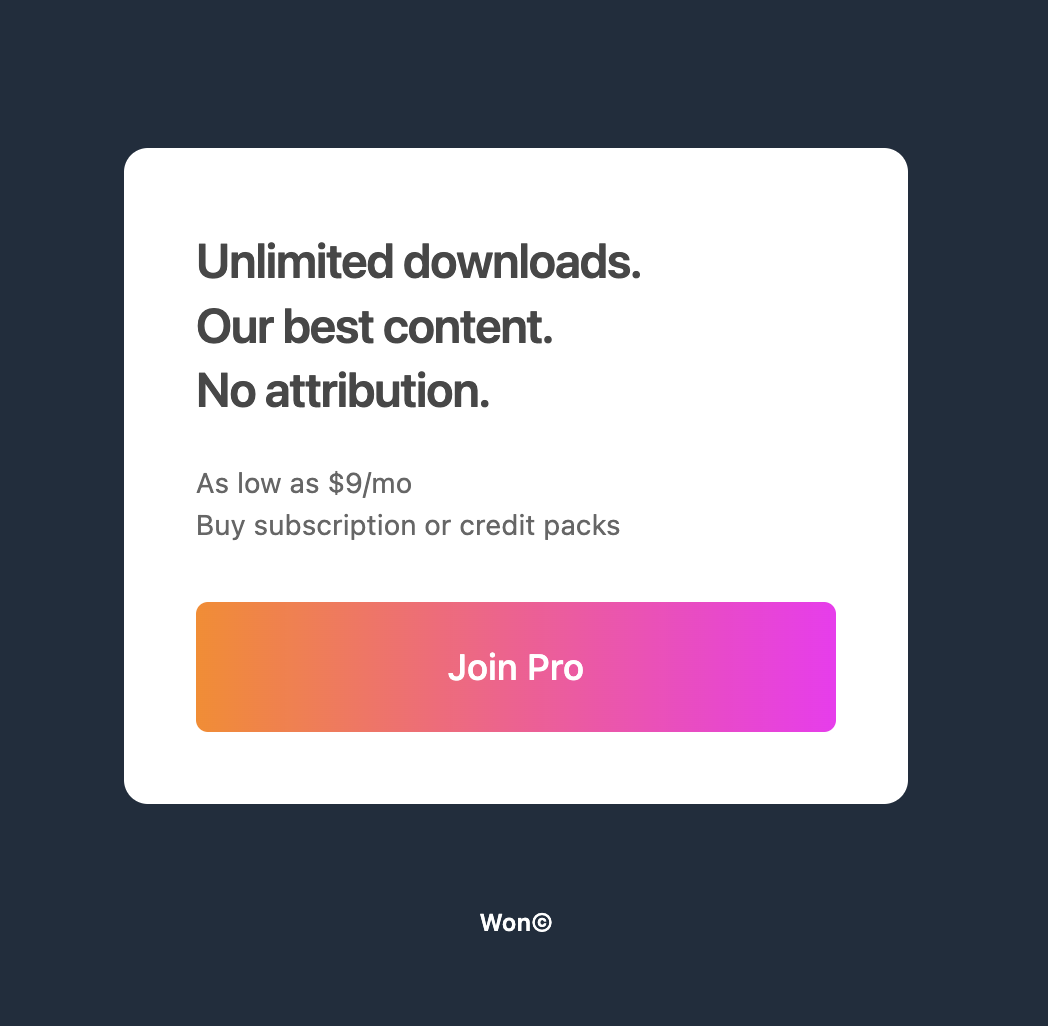 Unlimited downloads.
Our best content.
No attribution.
As low as $9/mo
Buy subscription or credit packs
Join Pro
Won©